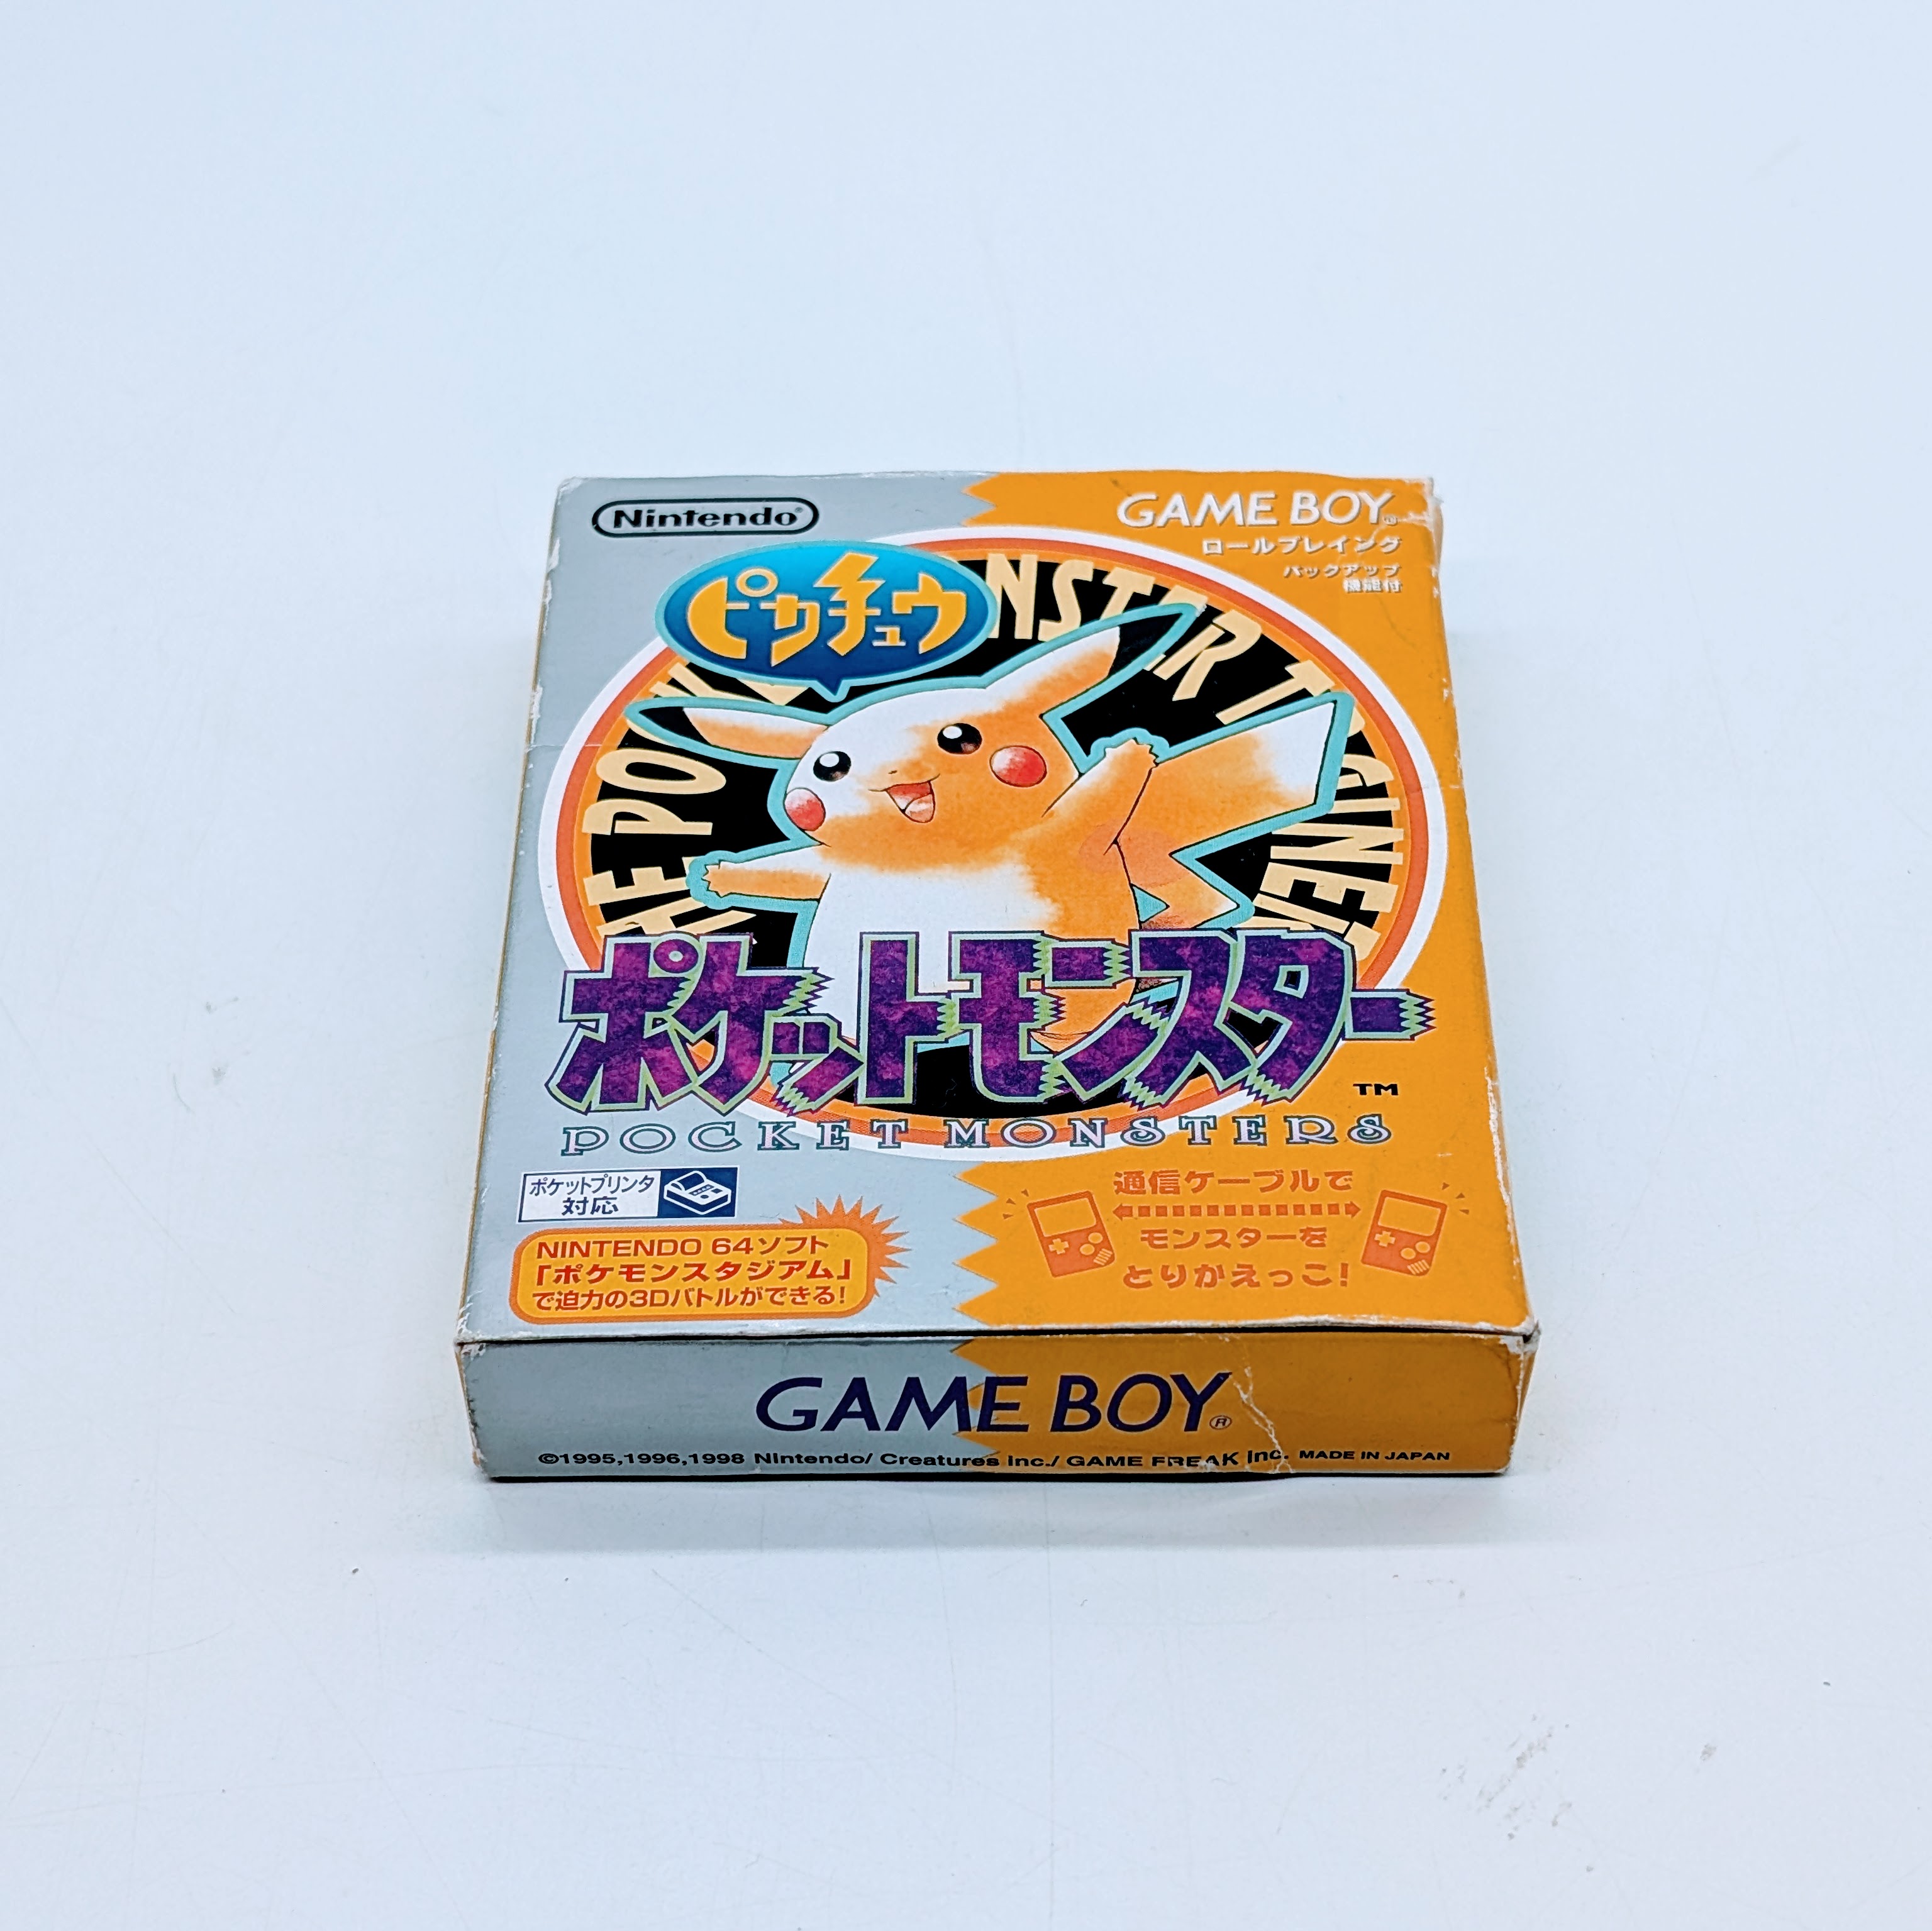 Nintendo®
GAME BOY®
ロールプレイング
バックアップ
機能付
ピカチュウ
THE POCKET MONSTAR TRAINER
ポケットモンスター
TM
POCKET MONSTERS
ポケットプリンタ
対応
NINTENDO 64ソフト
「ポケモンスタジアム」
で迫力の3Dバトルができる!
通信ケーブルで
モンスターを
とりかえっこ!
GAME BOY®
©1995,1996,1998 Nintendo/ Creatures inc./ GAME FREAK inc. MADE IN JAPAN